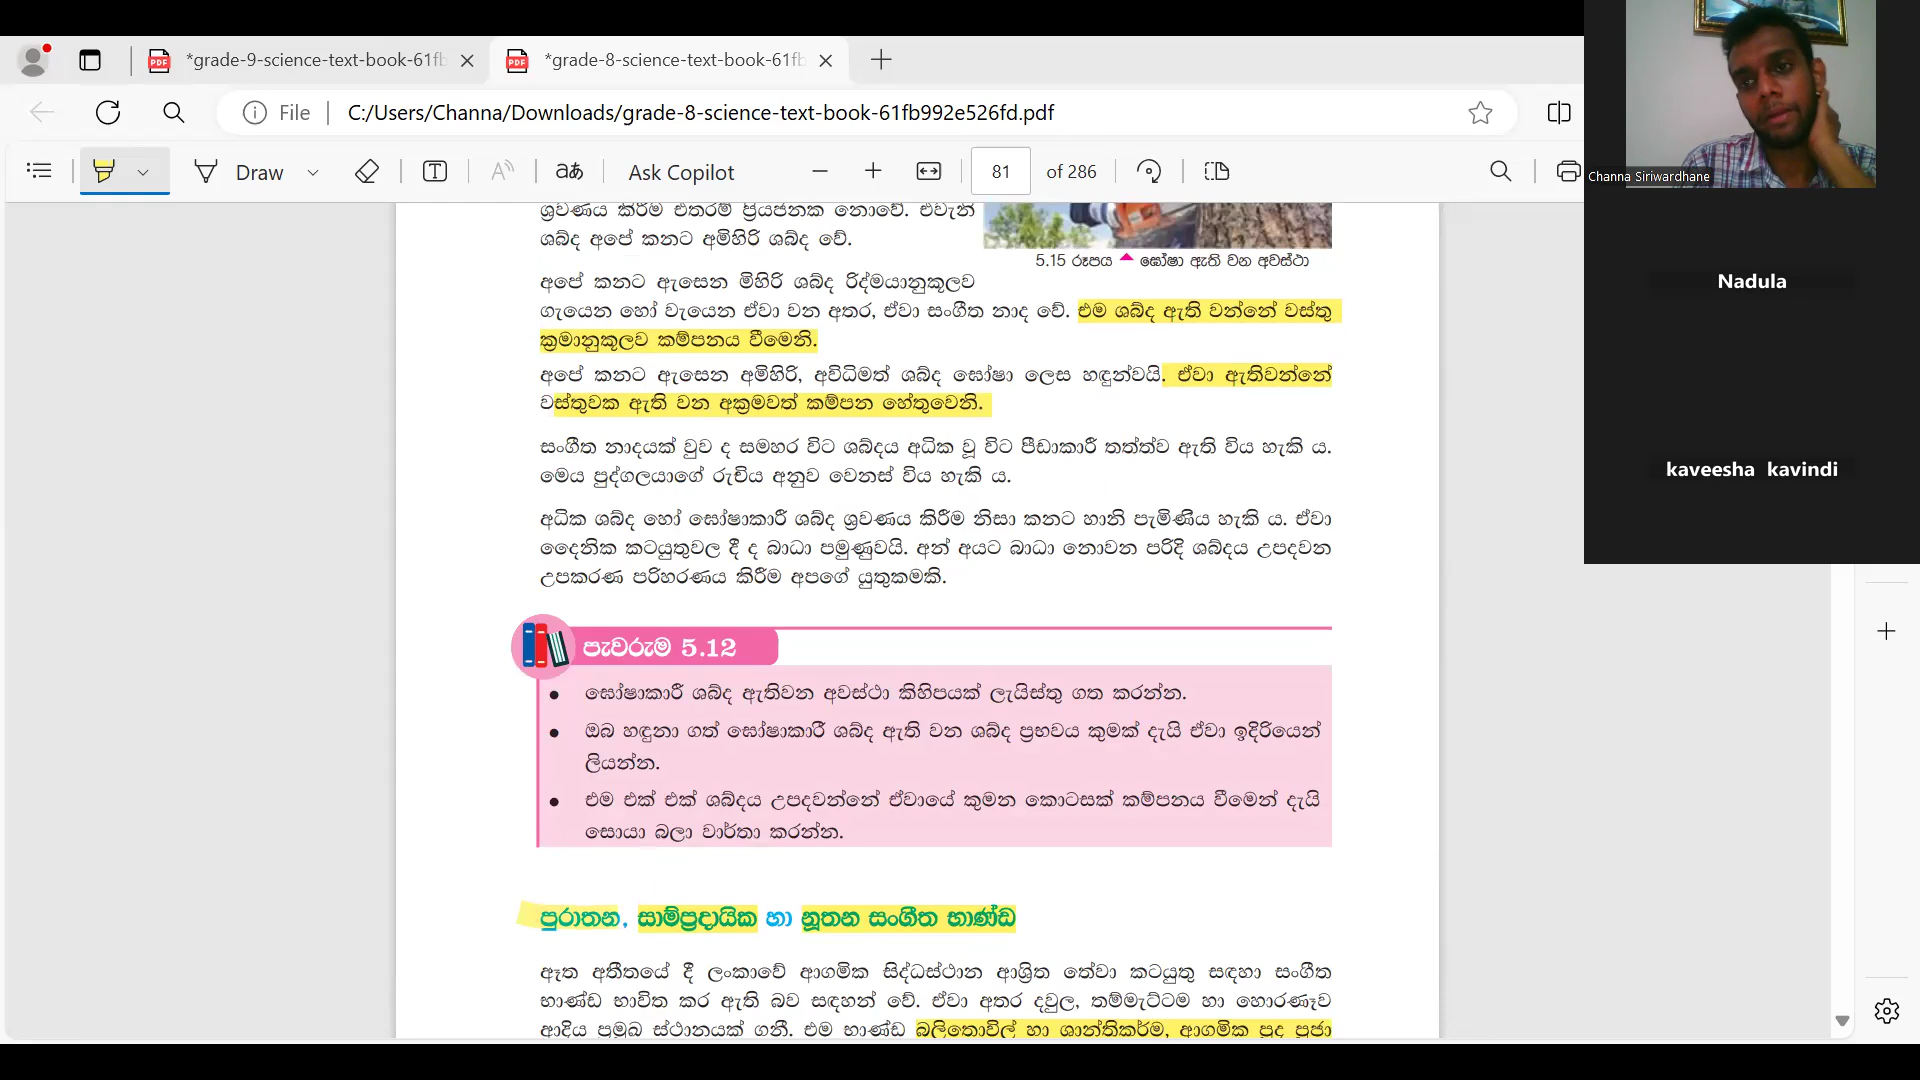 *grade-9-science-text-book-61fb
*grade-8-science-text-book-61fb
File
C:/Users/Channa/Downloads/grade-8-science-text-book-61fb992e526fd.pdf
Draw
Ask Copilot
81 of 286
Channa Siriwardhane
Nadula
kaveesha kavindi
ශ්‍රවණය කිරීම එතරම් ප්‍රියජනක නොවේ. එවැනි
ශබ්ද අපේ කනට අමිහිරි ශබ්ද වේ.
5.15 රූපය ▲ ඝෝෂා ඇති වන අවස්ථා
අපේ කනට ඇසෙන මිහිරි ශබ්ද රිද්මයානුකූලව
ගැයෙන හෝ වැයෙන ඒවා වන අතර, ඒවා සංගීත නාද වේ. එම ශබ්ද ඇති වන්නේ වස්තු
ක්‍රමානුකූලව කම්පනය වීමෙනි.
අපේ කනට ඇසෙන අමිහිරි, අවිධිමත් ශබ්ද ඝෝෂා ලෙස හඳුන්වයි. ඒවා ඇතිවන්නේ
වස්තුවක ඇති වන අක්‍රමවත් කම්පන හේතුවෙනි.
සංගීත නාදයක් වුව ද සමහර විට ශබ්දය අධික වූ විට පීඩාකාරී තත්ත්ව ඇති විය හැකි ය.
මෙය පුද්ගලයාගේ රුචිය අනුව වෙනස් විය හැකි ය.
අධික ශබ්ද හෝ ඝෝෂාකාරී ශබ්ද ශ්‍රවණය කිරීම නිසා කනට හානි පැමිණිය හැකි ය. ඒවා
දෛනික කටයුතුවල දී ද බාධා පමුණුවයි. අන් අයට බාධා නොවන පරිදි ශබ්දය උපදවන
උපකරණ පරිහරණය කිරීම අපගේ යුතුකමකි.
පැවරුම 5.12
● ඝෝෂාකාරී ශබ්ද ඇතිවන අවස්ථා කිහිපයක් ලැයිස්තු ගත කරන්න.
● ඔබ හඳුනා ගත් ඝෝෂාකාරී ශබ්ද ඇති වන ශබ්ද ප්‍රභවය කුමක් දැයි ඒවා ඉදිරියෙන්
ලියන්න.
● එම එක් එක් ශබ්දය උපදවන්නේ ඒවායේ කුමන කොටසක් කම්පනය වීමෙන් දැයි
සොයා බලා වාර්තා කරන්න.
පුරාතන, සාම්ප්‍රදායික හා නූතන සංගීත භාණ්ඩ
ඈත අතීතයේ දී ලංකාවේ ආගමික සිද්ධස්ථාන ආශ්‍රිත තේවා කටයුතු සඳහා සංගීත
භාණ්ඩ භාවිත කර ඇති බව සඳහන් වේ. ඒවා අතර දවුල, තම්මැට්ටම හා හොරණෑව
ආදිය ප්‍රමුඛ ස්ථානයක් ගනී. එම භාණ්ඩ බලිතොවිල් හා ශාන්තිකර්ම, ආගමික පුද පූජා